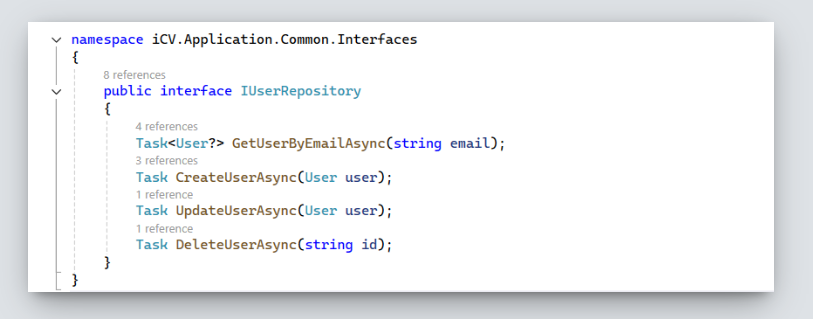 namespace iCV.Application.Common.Interfaces
{
8 references
public interface IUserRepository
{
4 references
Task<User?> GetUserByEmailAsync(string email);
3 references
Task CreateUserAsync(User user);
1 reference
Task UpdateUserAsync(User user);
1 reference
Task DeleteUserAsync(string id);
}
}